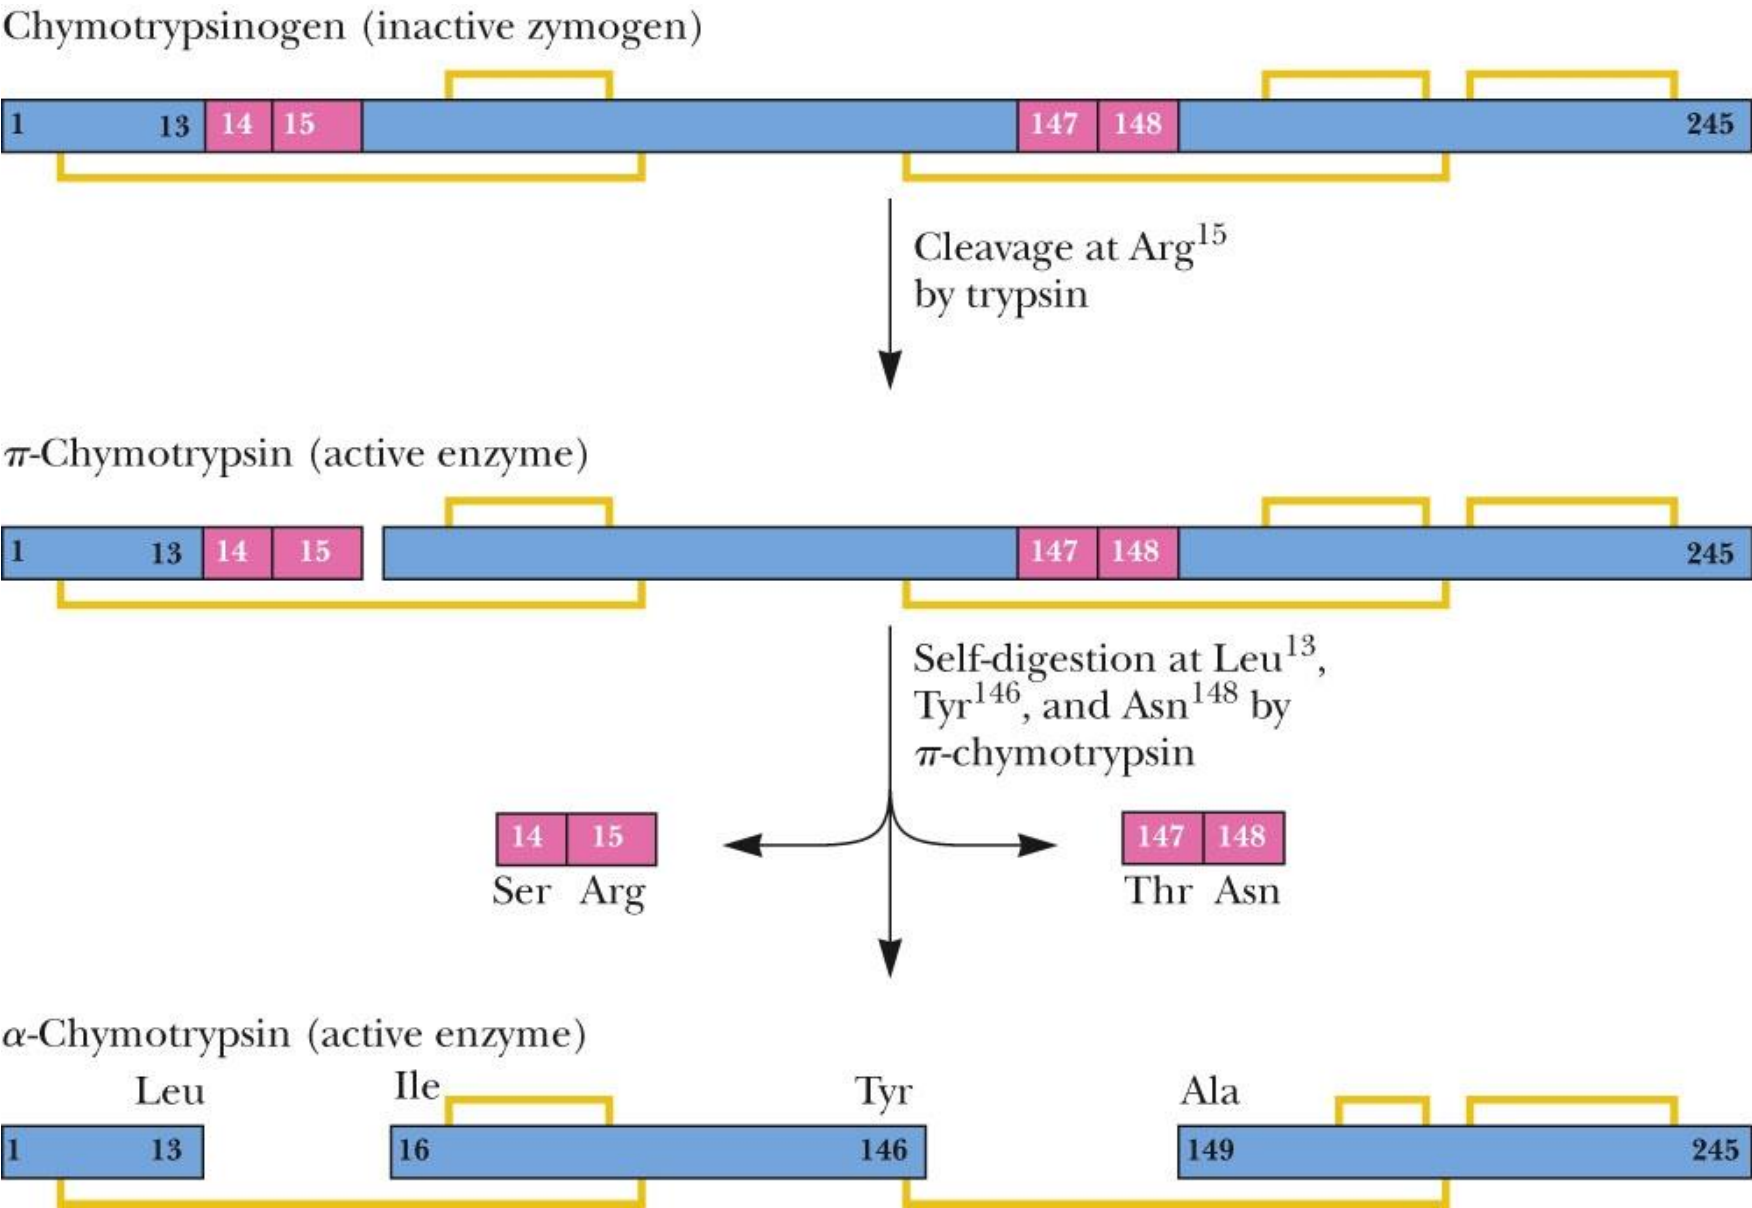 Chymotrypsinogen (inactive zymogen)
1 13 14 15 147 148 245
Cleavage at Arg¹⁵
by trypsin
π-Chymotrypsin (active enzyme)
1 13 14 15 147 148 245
Self-digestion at Leu¹³,
Tyr¹⁴⁶, and Asn¹⁴⁸ by
π-chymotrypsin
14 15 147 148
Ser Arg Thr Asn
α-Chymotrypsin (active enzyme)
Leu Ile Tyr Ala
1 13 16 146 149 245